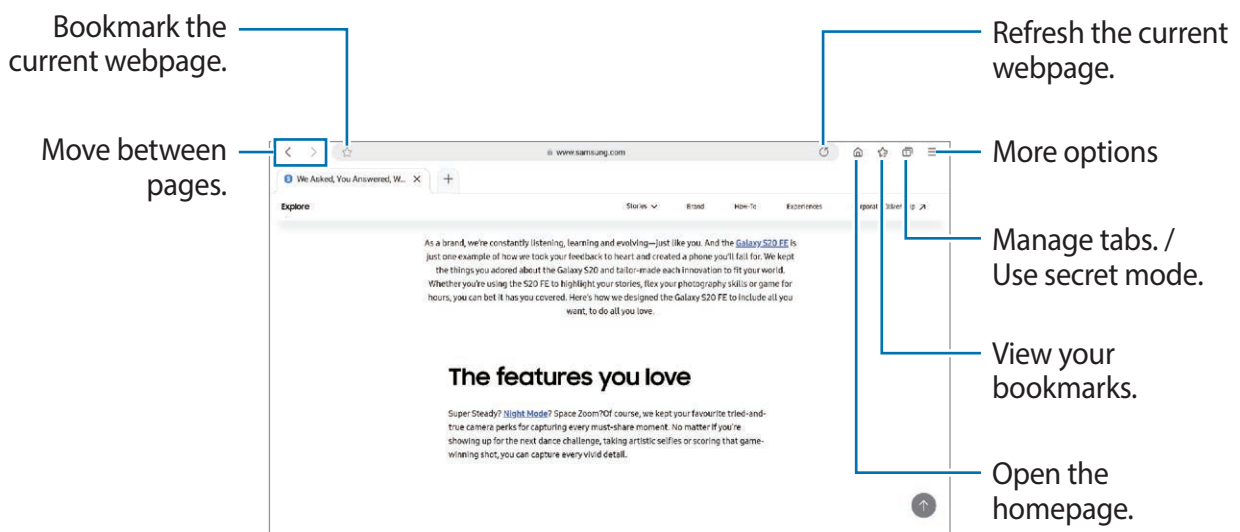 Bookmark the
current webpage.
Refresh the current
webpage.
Move between
pages.
www.samsung.com
More options
We Asked, You Answered, W...
Explore
Stories
Brand
How-To
Experiences
Manage tabs. /
Use secret mode.
As a brand, we're constantly listening, learning and evolving—just like you. And the Galaxy S20 FE is
just one example of how we took your feedback to heart and created a phone you'll fall for. We kept
the things you adored about the Galaxy S20 and tailor-made each innovation to fit your world.
Whether you're using the S20 FE to highlight your stories, flex your photography skills or game for
hours, you can bet it has you covered. Here's how we designed the Galaxy S20 FE to include all you
want, to do all you love.
View your
bookmarks.
The features you love
Super Steady? Night Mode? Space Zoom?Of course, we kept your favourite tried-and-
true camera perks for capturing every must-share moment. No matter if you're
showing up for the next dance challenge, taking artistic selfies or scoring that game-
winning shot, you can capture every vivid detail.
Open the
homepage.